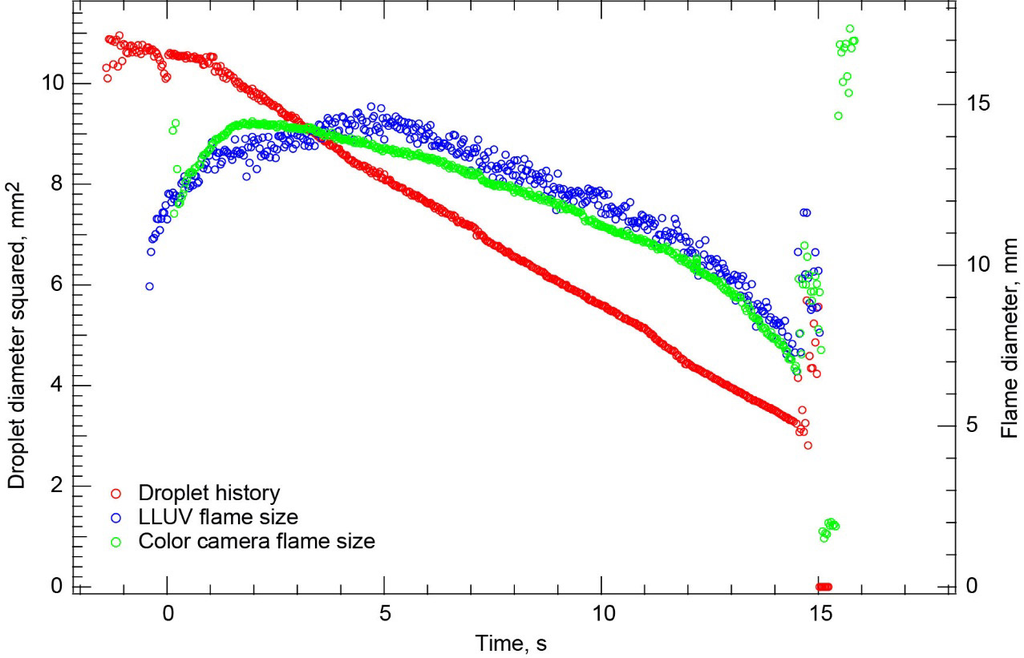 10
8
6
4
2
0
Droplet diameter squared, mm2
15
10
5
0
Flame diameter, mm
Droplet history
LLUV flame size
Color camera flame size
0 5 10 15
Time, s